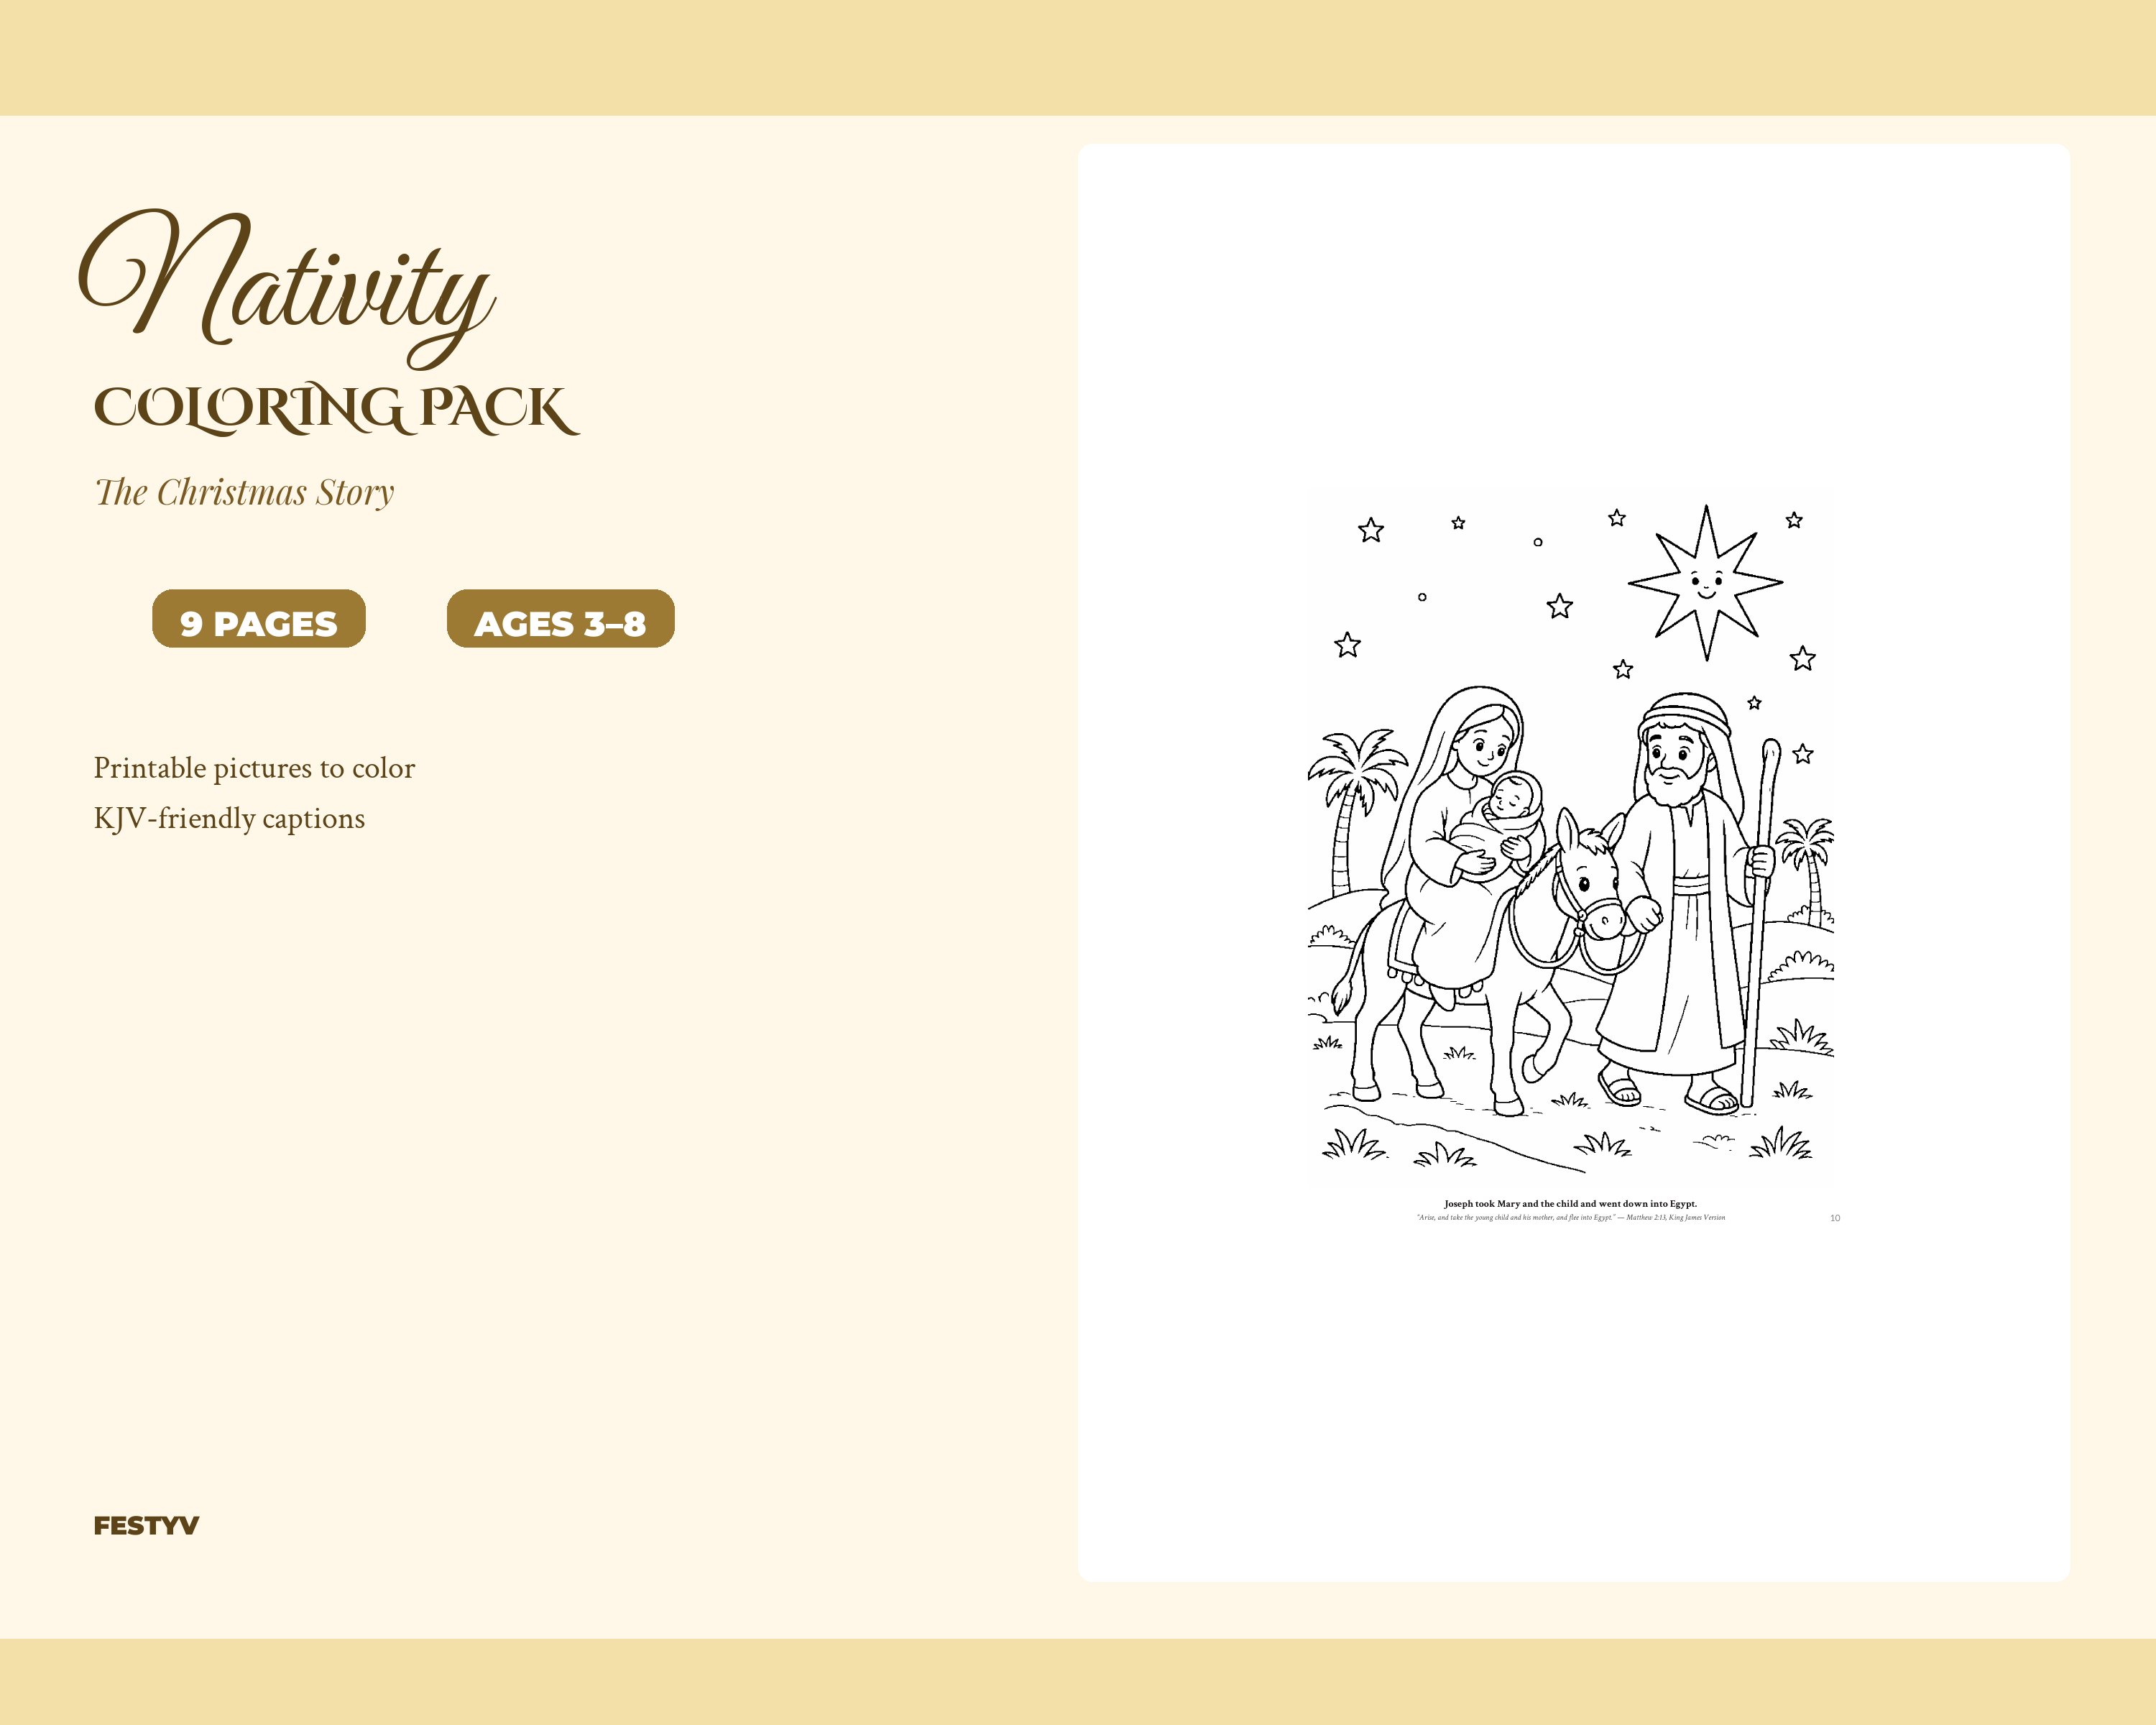 Nativity
COLORING PACK
The Christmas Story
9 PAGES
AGES 3–8
Printable pictures to color
KJV-friendly captions
FESTYV
Joseph took Mary and the child and went down into Egypt.
"Arise, and take the young child and his mother, and flee into Egypt." — Matthew 2:13, King James Version
10